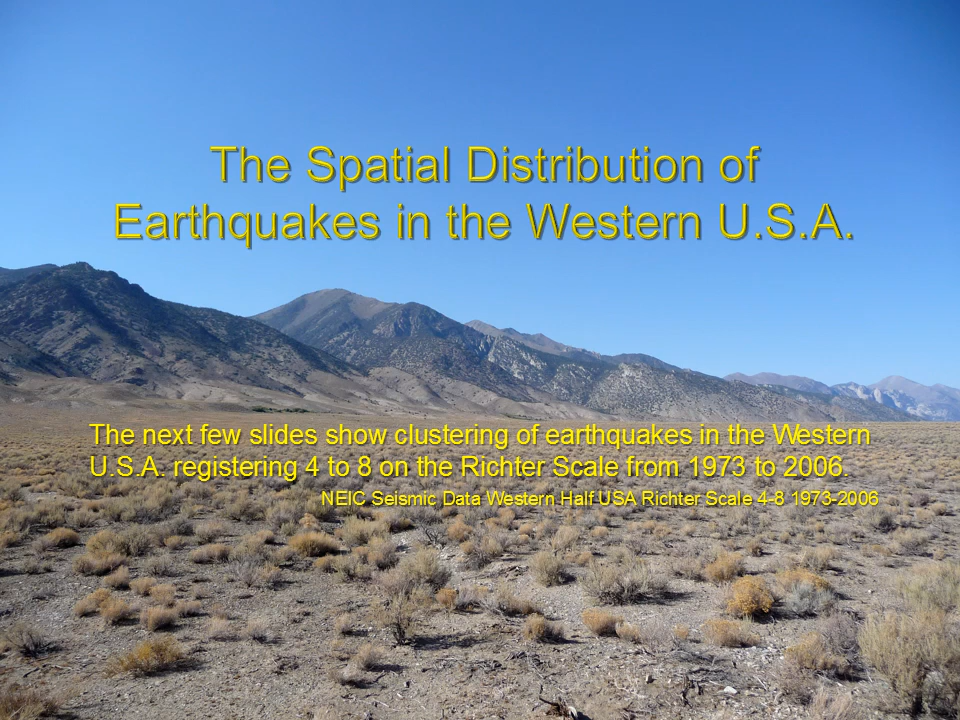 The Spatial Distribution of
Earthquakes in the Western U.S.A.
The next few slides show clustering of earthquakes in the Western
U.S.A. registering 4 to 8 on the Richter Scale from 1973 to 2006.
NEIC Seismic Data Western Half USA Richter Scale 4-8 1973-2006